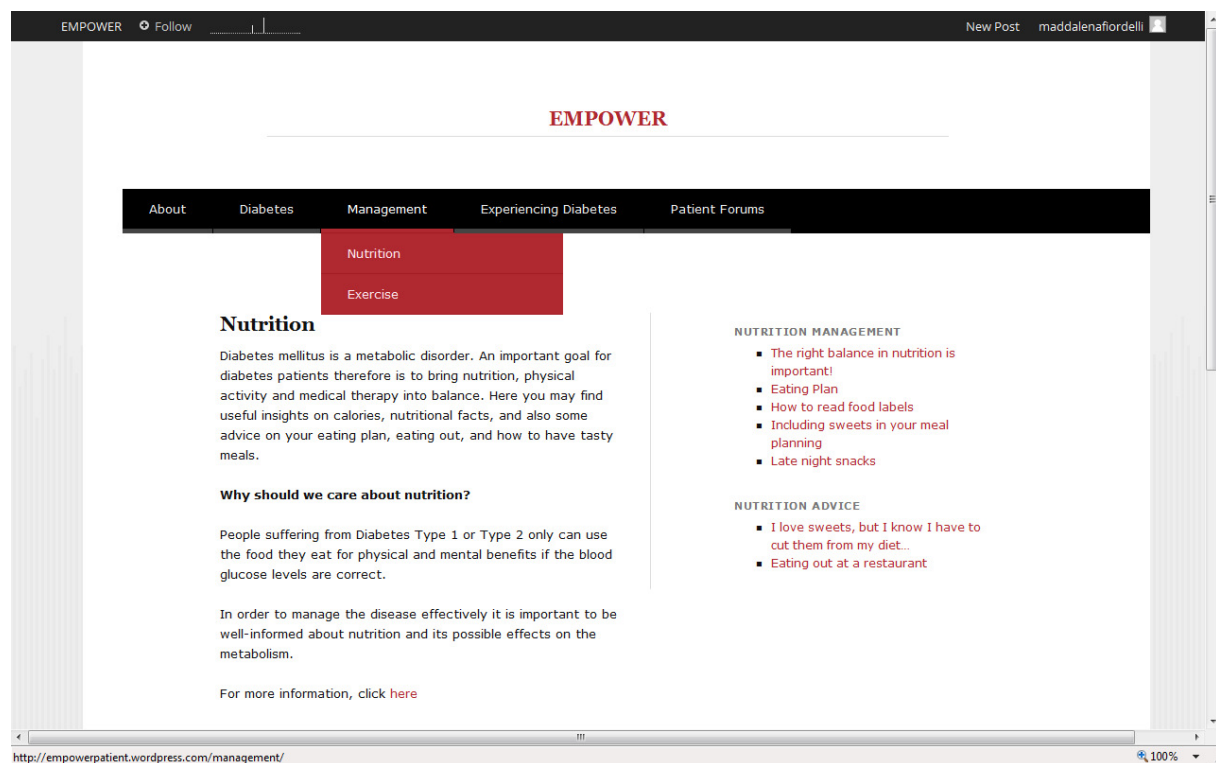 EMPOWER Follow New Post maddalenafiordelli
EMPOWER
About Diabetes Management Experiencing Diabetes Patient Forums
Nutrition
Exercise
Nutrition
Diabetes mellitus is a metabolic disorder. An important goal for
diabetes patients therefore is to bring nutrition, physical
activity and medical therapy into balance. Here you may find
useful insights on calories, nutritional facts, and also some
advice on your eating plan, eating out, and how to have tasty
meals.
Why should we care about nutrition?
People suffering from Diabetes Type 1 or Type 2 only can use
the food they eat for physical and mental benefits if the blood
glucose levels are correct.
In order to manage the disease effectively it is important to be
well-informed about nutrition and its possible effects on the
metabolism.
For more information, click here
NUTRITION MANAGEMENT
The right balance in nutrition is
important!
Eating Plan
How to read food labels
Including sweets in your meal
planning
Late night snacks
NUTRITION ADVICE
I love sweets, but I know I have to
cut them from my diet...
Eating out at a restaurant
http://empowerpatient.wordpress.com/management/ 100%